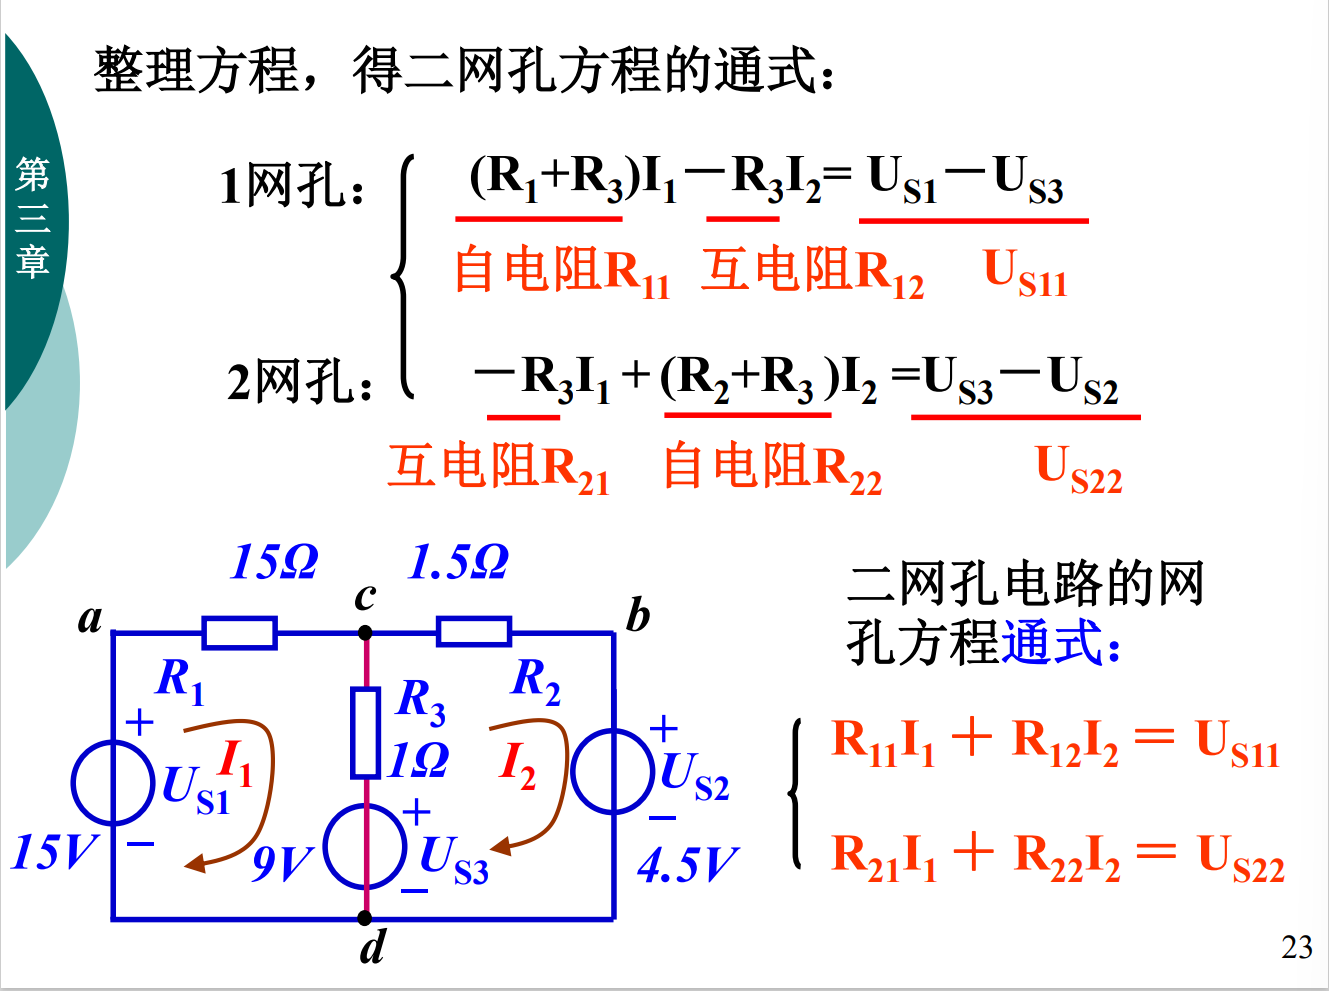 整理方程，得二网孔方程的通式：
第三章
1网孔：
(R1+R3)I1－R3I2= US1－US3
自电阻R11 互电阻R12 US11
2网孔：
－R3I1 + (R2+R3 )I2 =US3－US2
互电阻R21 自电阻R22 US22
15Ω 1.5Ω
a c b
R1 R3 R2
1Ω
I1 I2
+ US1 －
15V
+ US3 －
9V
+ US2 －
4.5V
d
二网孔电路的网
孔方程通式：
R11I1＋R12I2＝US11
R21I1＋R22I2＝US22
23